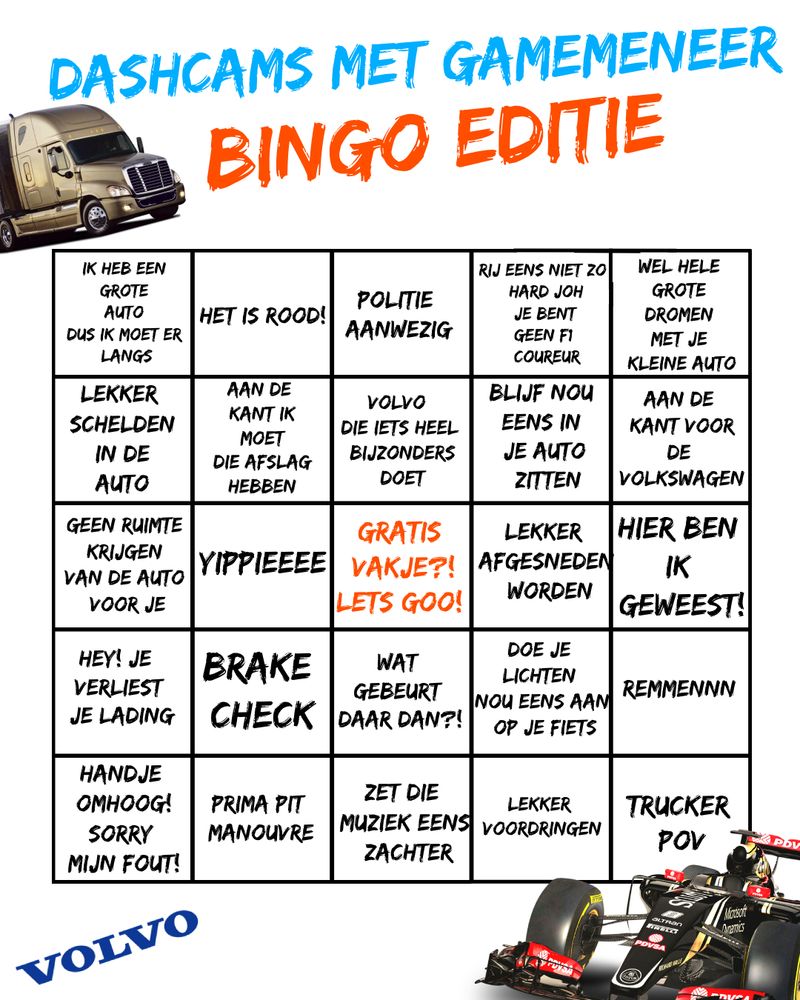 DASHCAMS MET GAMEMENEER
BINGO EDITIE
IK HEB EEN
GROTE
AUTO
DUS IK MOET ER
LANGS
HET IS ROOD!
POLITIE
AANWEZIG
RIJ EENS NIET ZO
HARD JOH
JE BENT
GEEN F1
COUREUR
WEL HELE
GROTE
DROMEN
MET JE
KLEINE AUTO
LEKKER
SCHELDEN
IN DE
AUTO
AAN DE
KANT IK
MOET
DIE AFSLAG
HEBBEN
VOLVO
DIE IETS HEEL
BIJZONDERS
DOET
BLIJF NOU
EENS IN
JE AUTO
ZITTEN
AAN DE
KANT VOOR
DE
VOLKSWAGEN
GEEN RUIMTE
KRIJGEN
VAN DE AUTO
VOOR JE
YIPPIEEEE
GRATIS
VAKJE?!
LETS GOO!
LEKKER
AFGESNEDEN
WORDEN
HIER BEN
IK
GEWEEST!
HEY! JE
VERLIEST
JE LADING
BRAKE
CHECK
WAT
GEBEURT
DAAR DAN?!
DOE JE
LICHTEN
NOU EENS AAN
OP JE FIETS
REMMENNN
HANDJE
OMHOOG!
SORRY
MIJN FOUT!
PRIMA PIT
MANOUVRE
ZET DIE
MUZIEK EENS
ZACHTER
LEKKER
VOORDRINGEN
TRUCKER
POV
VOLVO
PDVSA
altran
PIRELLI
Microsoft
Dynamics
PDVSA